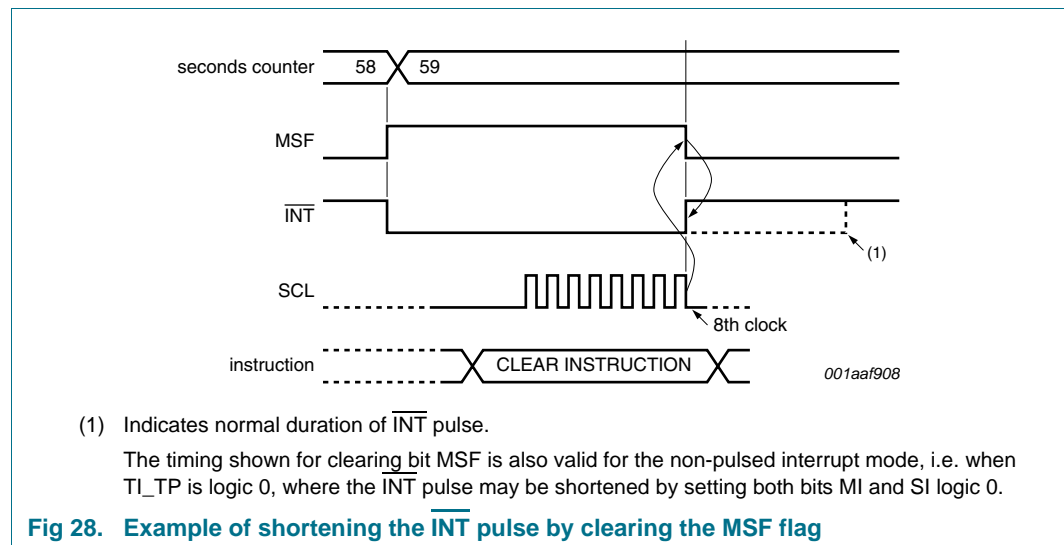 seconds counter 58 59
MSF
INT
(1)
SCL
8th clock
instruction CLEAR INSTRUCTION
001aaf908
(1) Indicates normal duration of INT pulse.
The timing shown for clearing bit MSF is also valid for the non-pulsed interrupt mode, i.e. when
TI_TP is logic 0, where the INT pulse may be shortened by setting both bits MI and SI logic 0.
Fig 28. Example of shortening the INT pulse by clearing the MSF flag